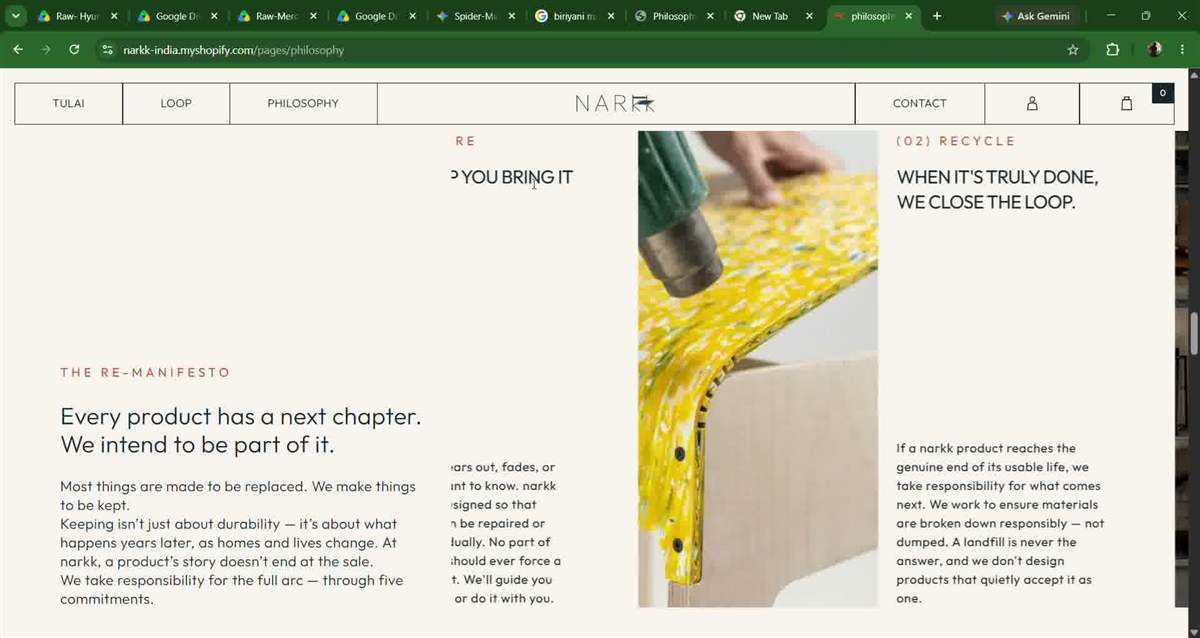 Raw- Hyu
Google D
Raw-Merc
Google D
Spider-Ma
biriyani m
Philosoph
New Tab
philosoph
Ask Gemini
narkk-india.myshopify.com/pages/philosophy
TULAI
LOOP
PHILOSOPHY
NARKK
CONTACT
0
RE
P YOU BRING IT
(02) RECYCLE
WHEN IT'S TRULY DONE,
WE CLOSE THE LOOP.
THE RE-MANIFESTO
Every product has a next chapter.
We intend to be part of it.
Most things are made to be replaced. We make things
to be kept.
Keeping isn't just about durability — it's about what
happens years later, as homes and lives change. At
narkk, a product's story doesn't end at the sale.
We take responsibility for the full arc — through five
commitments.
ears out, fades, or
nt to know. narkk
signed so that
n be repaired or
dually. No part of
should ever force a
t. We'll guide you
or do it with you.
If a narkk product reaches the
genuine end of its usable life, we
take responsibility for what comes
next. We work to ensure materials
are broken down responsibly — not
dumped. A landfill is never the
answer, and we don't design
products that quietly accept it as
one.